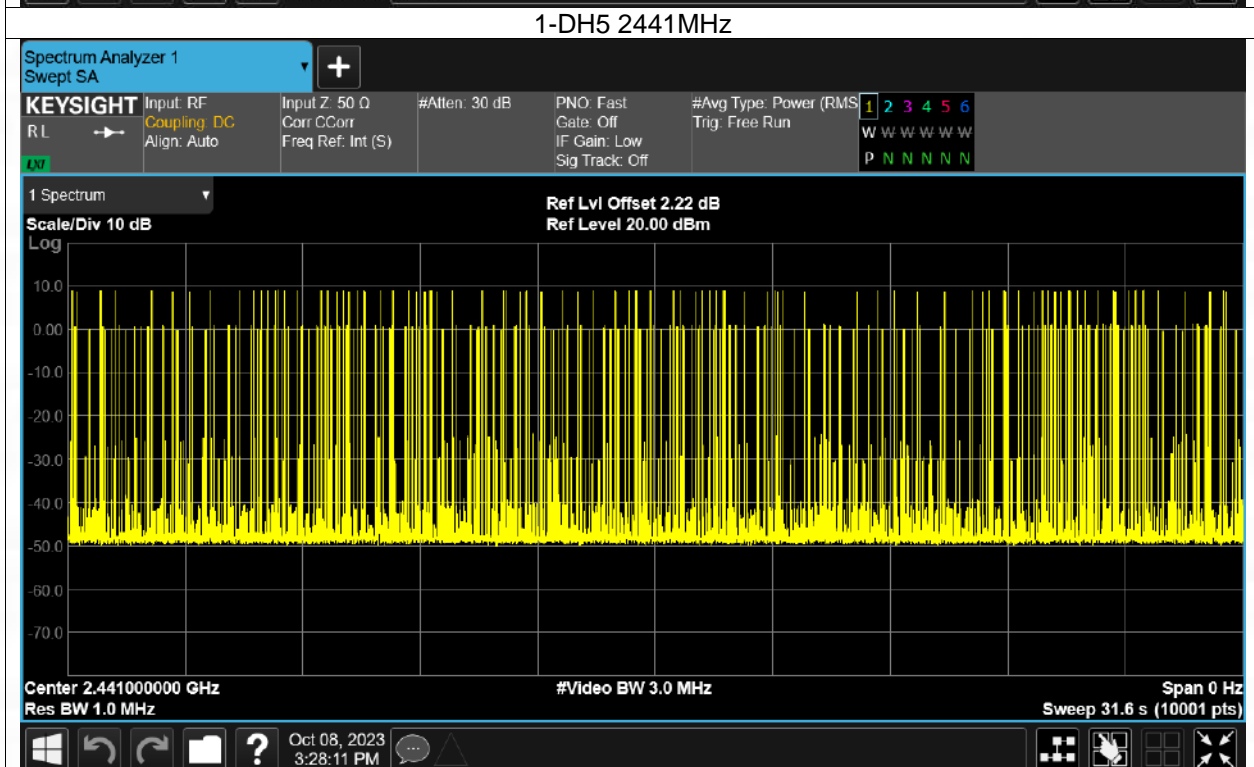 1-DH5 2441MHz
Spectrum Analyzer 1
Swept SA
+
KEYSIGHT
RL
LXI
Input: RF
Coupling: DC
Align: Auto
Input Z: 50 Ω
Corr CCorr
Freq Ref: Int (S)
#Atten: 30 dB
PNO: Fast
Gate: Off
IF Gain: Low
Sig Track: Off
#Avg Type: Power (RMS
Trig: Free Run
1 2 3 4 5 6
W W W W W W
P N N N N N
1 Spectrum
Scale/Div 10 dB
Ref Lvl Offset 2.22 dB
Ref Level 20.00 dBm
Log
10.0
0.00
-10.0
-20.0
-30.0
-40.0
-50.0
-60.0
-70.0
Center 2.441000000 GHz
Res BW 1.0 MHz
#Video BW 3.0 MHz
Span 0 Hz
Sweep 31.6 s (10001 pts)
?
Oct 08, 2023
3:28:11 PM